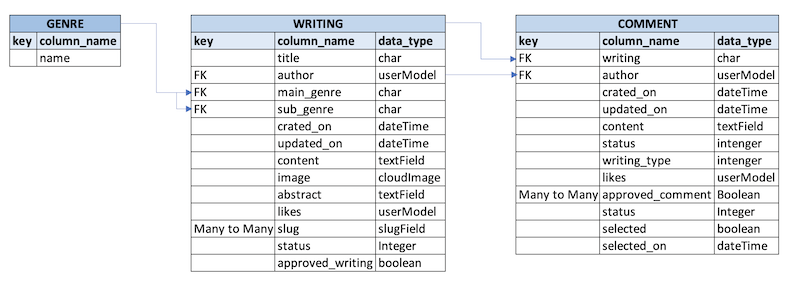 GENRE
key column_name
name
WRITING
key column_name data_type
title char
FK author userModel
FK main_genre char
FK sub_genre char
crated_on dateTime
updated_on dateTime
content textField
image cloudImage
abstract textField
likes userModel
Many to Many slug slugField
status Integer
approved_writing boolean
COMMENT
key column_name data_type
FK writing char
FK author userModel
crated_on dateTime
updated_on dateTime
content textField
status intenger
writing_type intenger
likes userModel
Many to Many approved_comment Boolean
status Integer
selected boolean
selected_on dateTime